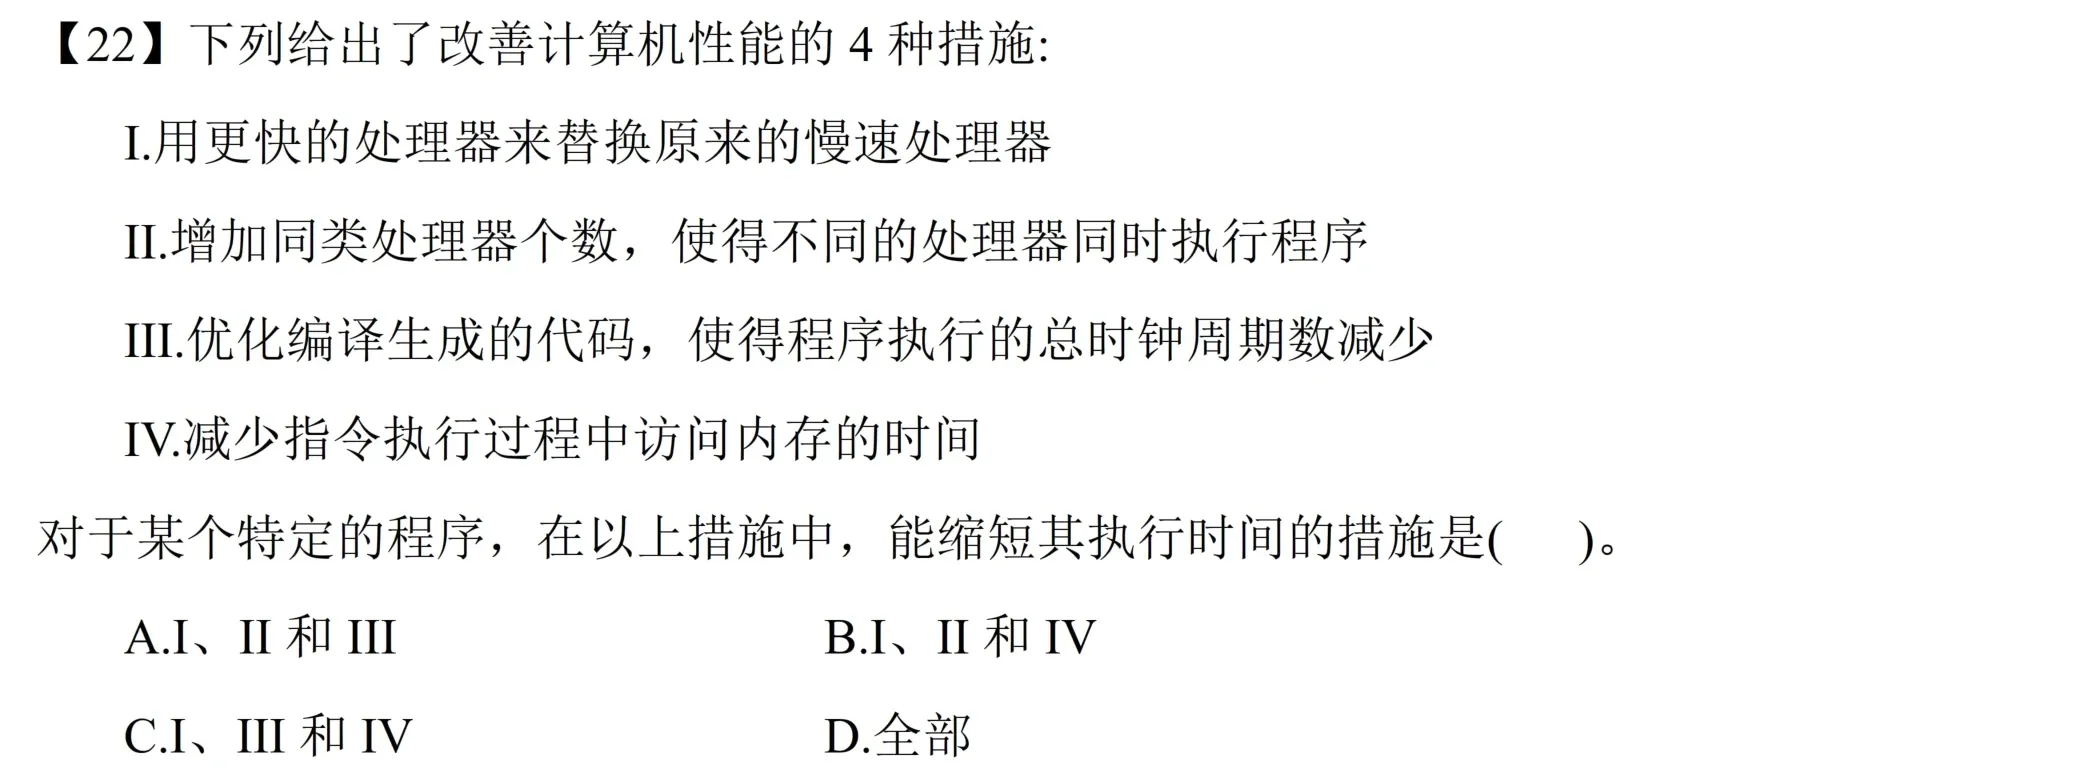 【22】下列给出了改善计算机性能的 4 种措施:
I.用更快的处理器来替换原来的慢速处理器
II.增加同类处理器个数，使得不同的处理器同时执行程序
III.优化编译生成的代码，使得程序执行的总时钟周期数减少
IV.减少指令执行过程中访问内存的时间
对于某个特定的程序，在以上措施中，能缩短其执行时间的措施是(    )。
A.I、II 和 III    B.I、II 和 IV
C.I、III 和 IV    D.全部